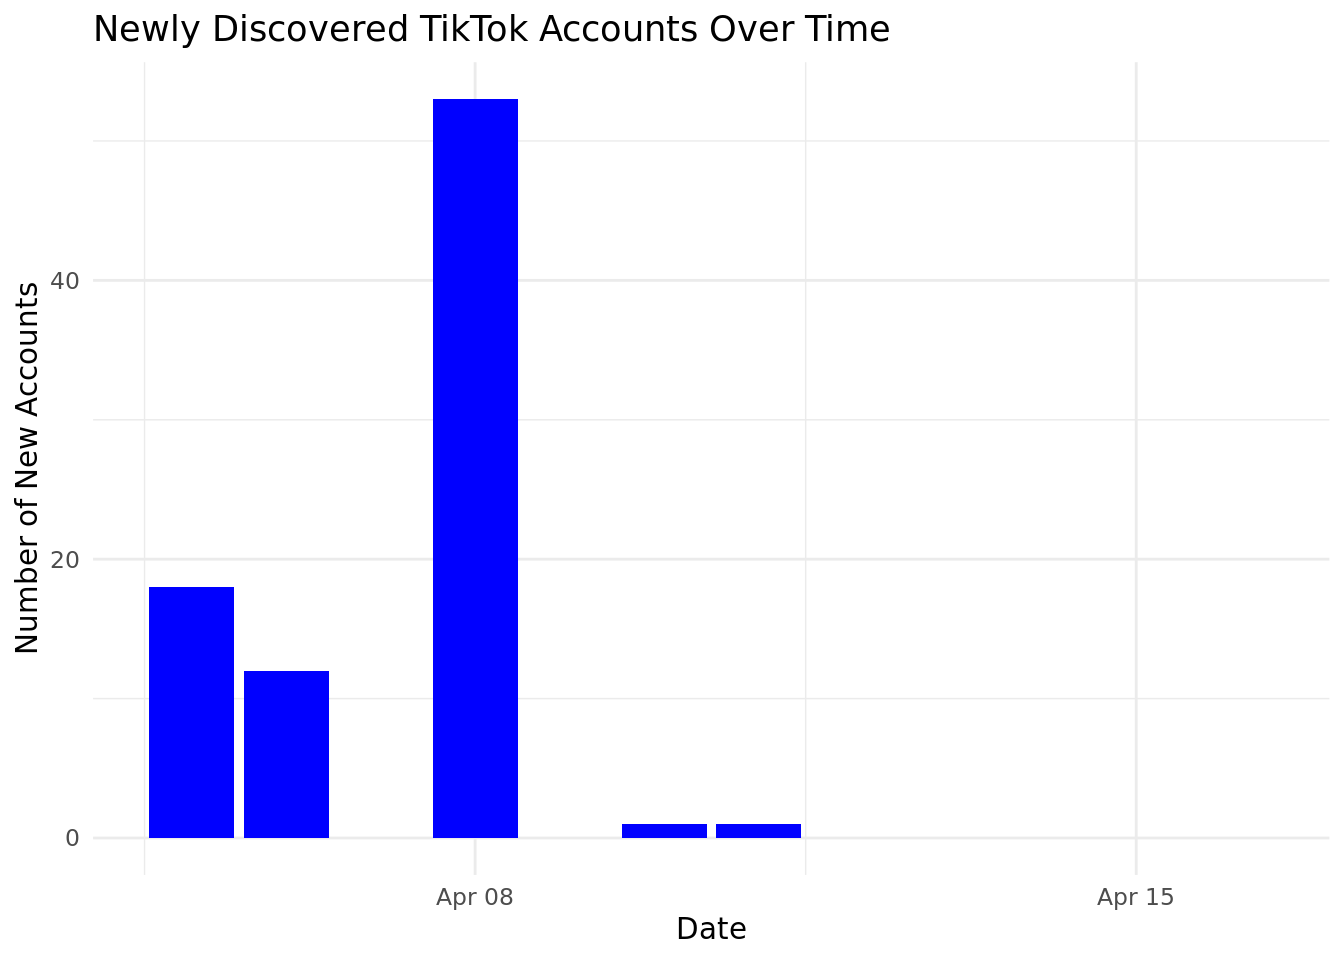 Newly Discovered TikTok Accounts Over Time
Number of New Accounts
40
20
0
Apr 08
Apr 15
Date